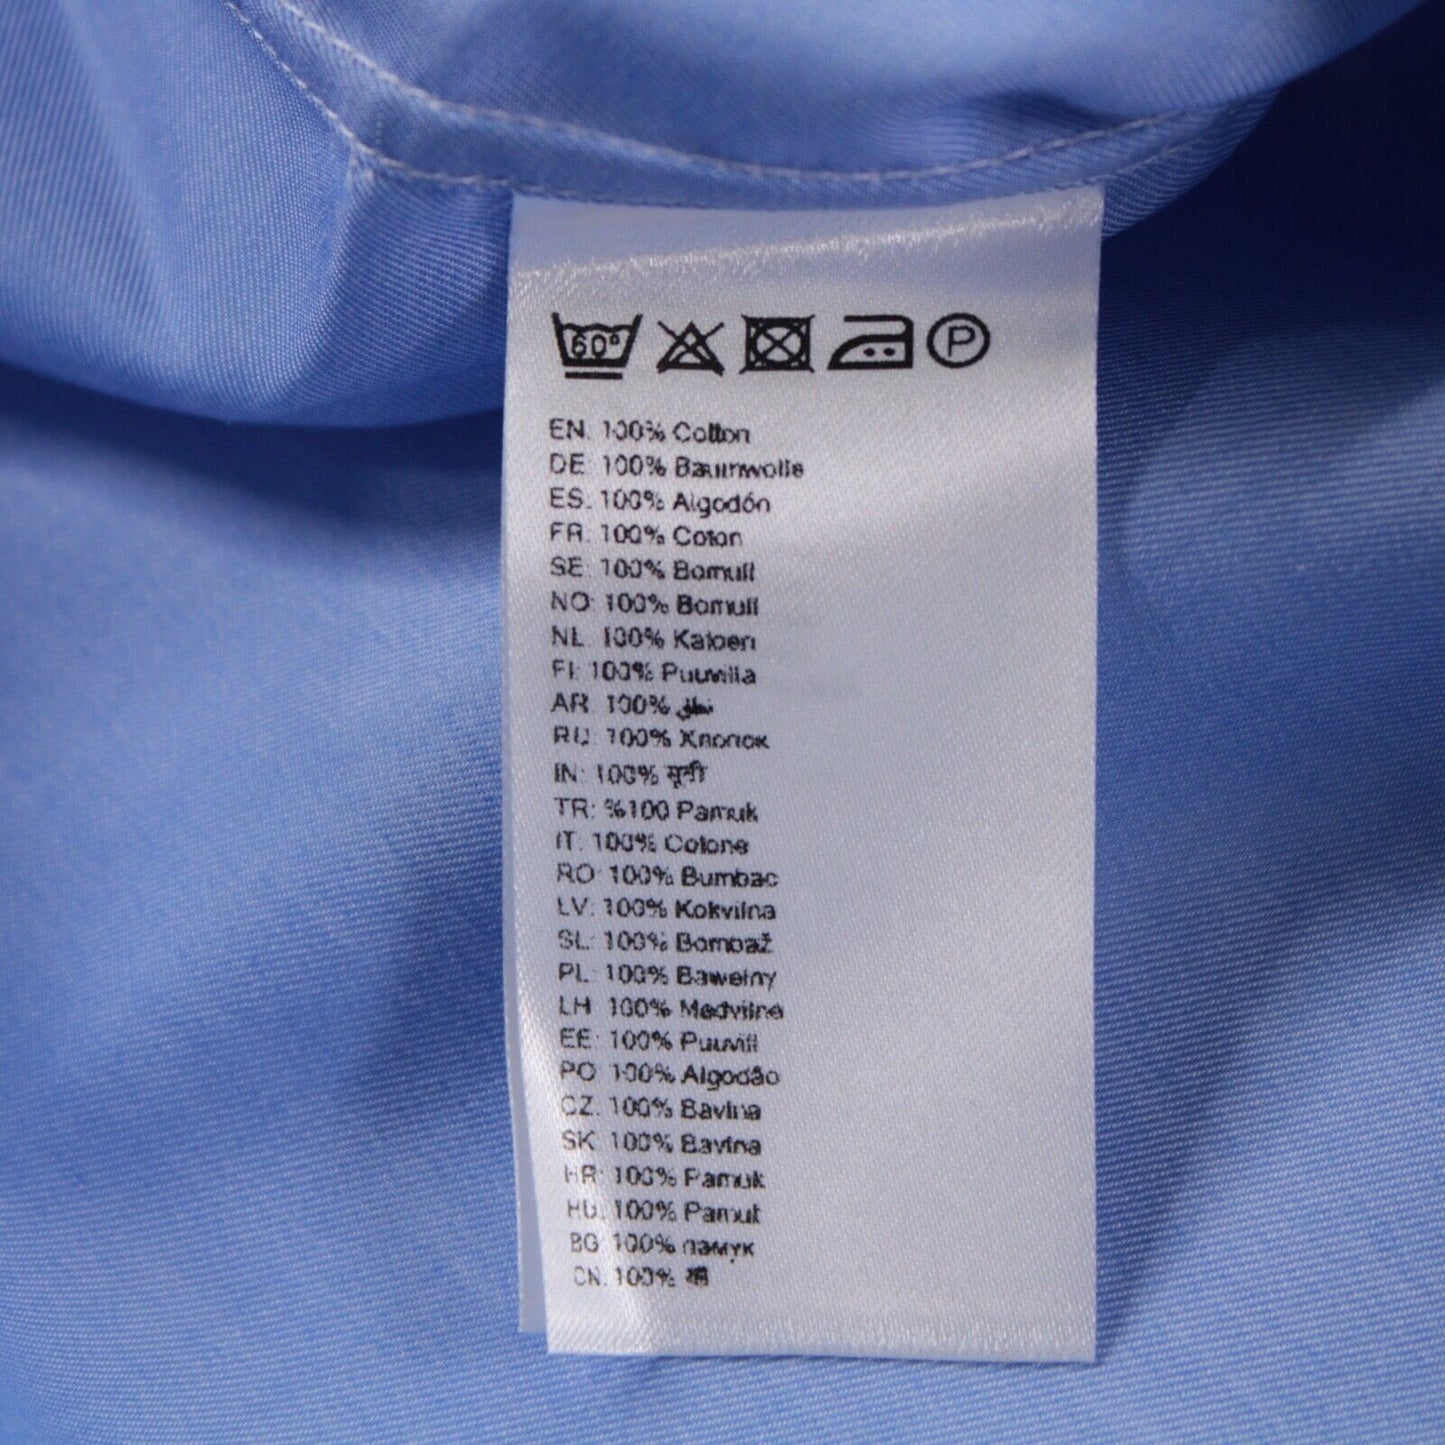 60°
P
EN: 100% Cotton
DE: 100% Baumwolle
ES: 100% Algodón
FR: 100% Coton
SE: 100% Bomull
NO: 100% Bomull
NL: 100% Katoen
FI: 100% Puuvilla
AR: 100% قطن
RU: 100% Хлопок
IN: 100% सूती
TR: %100 Pamuk
IT: 100% Cotone
RO: 100% Bumbac
LV: 100% Kokvilna
SL: 100% Bombaž
PL: 100% Bawełny
LH: 100% Medvilne
EE: 100% Puuvill
PO: 100% Algodão
CZ: 100% Bavlna
SK: 100% Bavlna
HR: 100% Pamuk
HU: 100% Pamut
BG: 100% памук
CN: 100% 棉